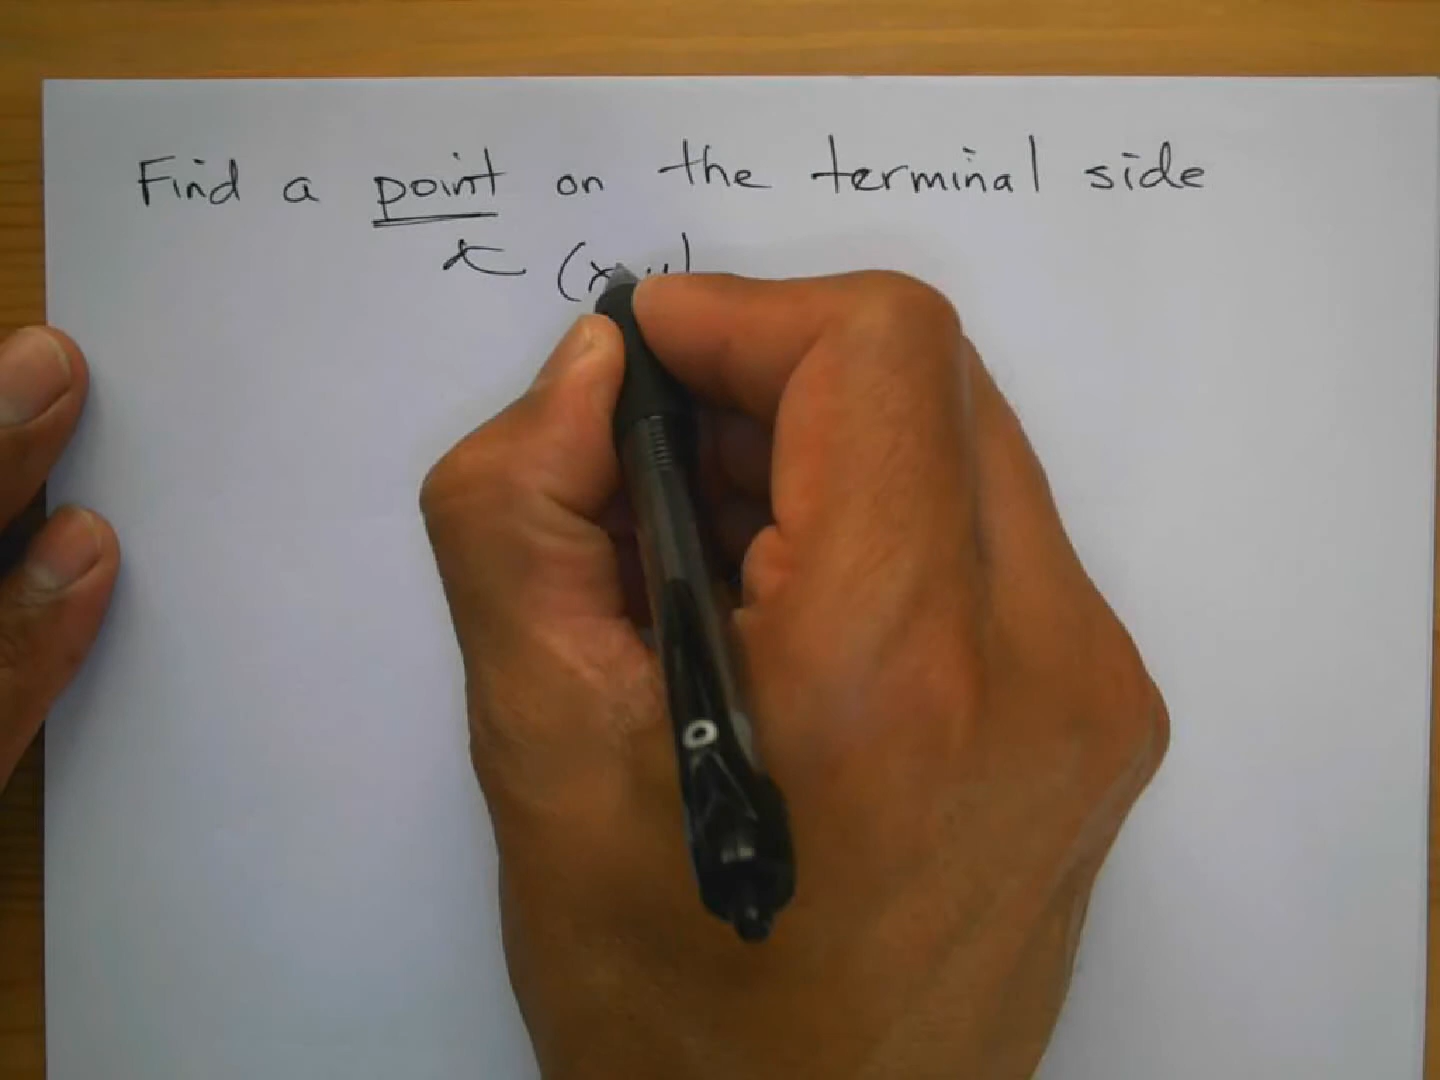 Find a point on the terminal side
(x, y)